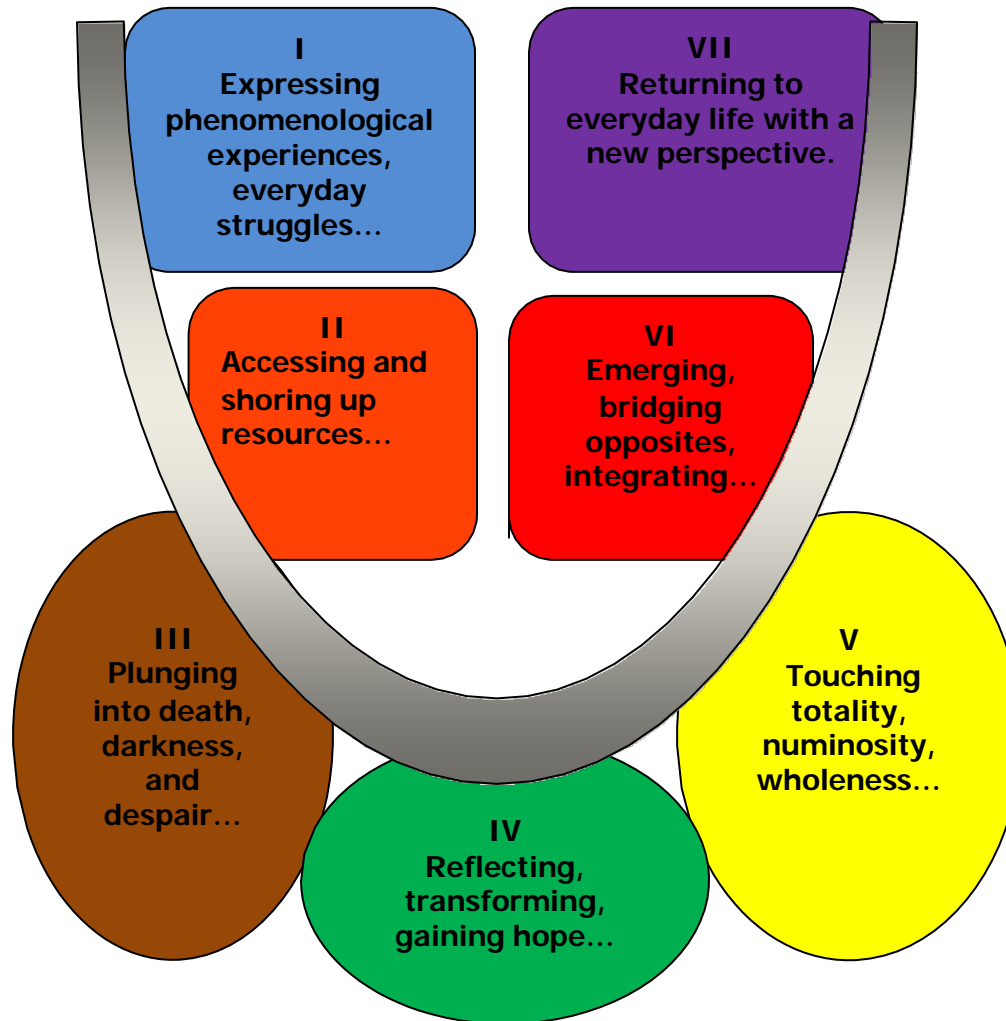 I
Expressing
phenomenological
experiences,
everyday
struggles…
II
Accessing and
shoring up
resources…
III
Plunging
into death,
darkness,
and
despair…
IV
Reflecting,
transforming,
gaining hope…
V
Touching
totality,
numinosity,
wholeness…
VI
Emerging,
bridging
opposites,
integrating…
VII
Returning to
everyday life with a
new perspective.